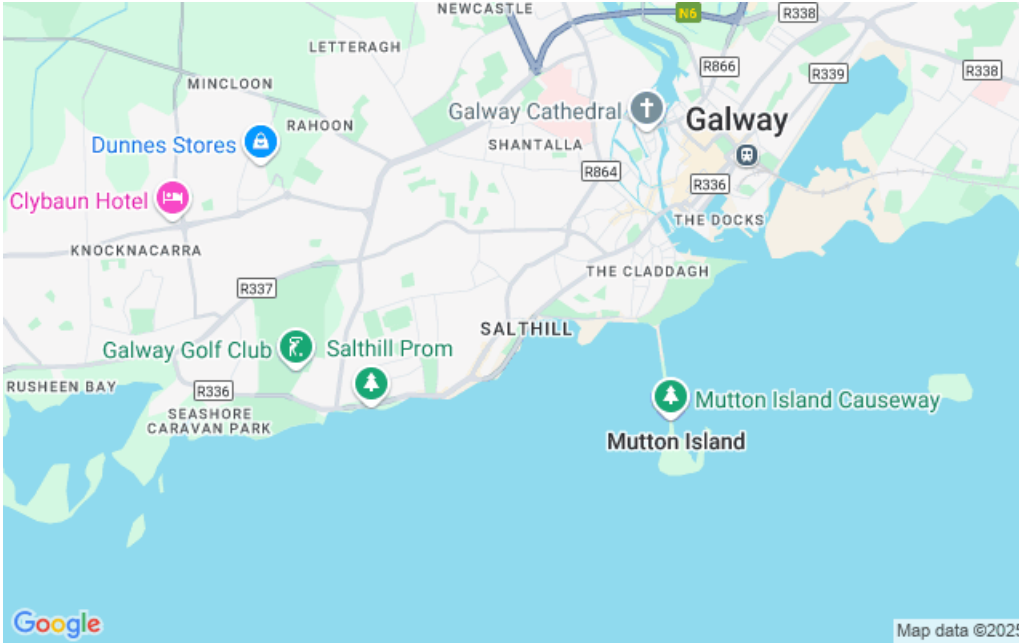 NEWCASTLE
N6
R338
LETTERAGH
R866
R339
R338
MINCLOON
Galway Cathedral
Galway
RAHOON
Dunnes Stores
SHANTALLA
R864
R336
Clybaun Hotel
THE DOCKS
KNOCKNACARRA
THE CLADDAGH
R337
SALTHILL
Galway Golf Club
Salthill Prom
RUSHEEN BAY
R336
Mutton Island Causeway
SEASHORE
CARAVAN PARK
Mutton Island
Google
Map data ©2025